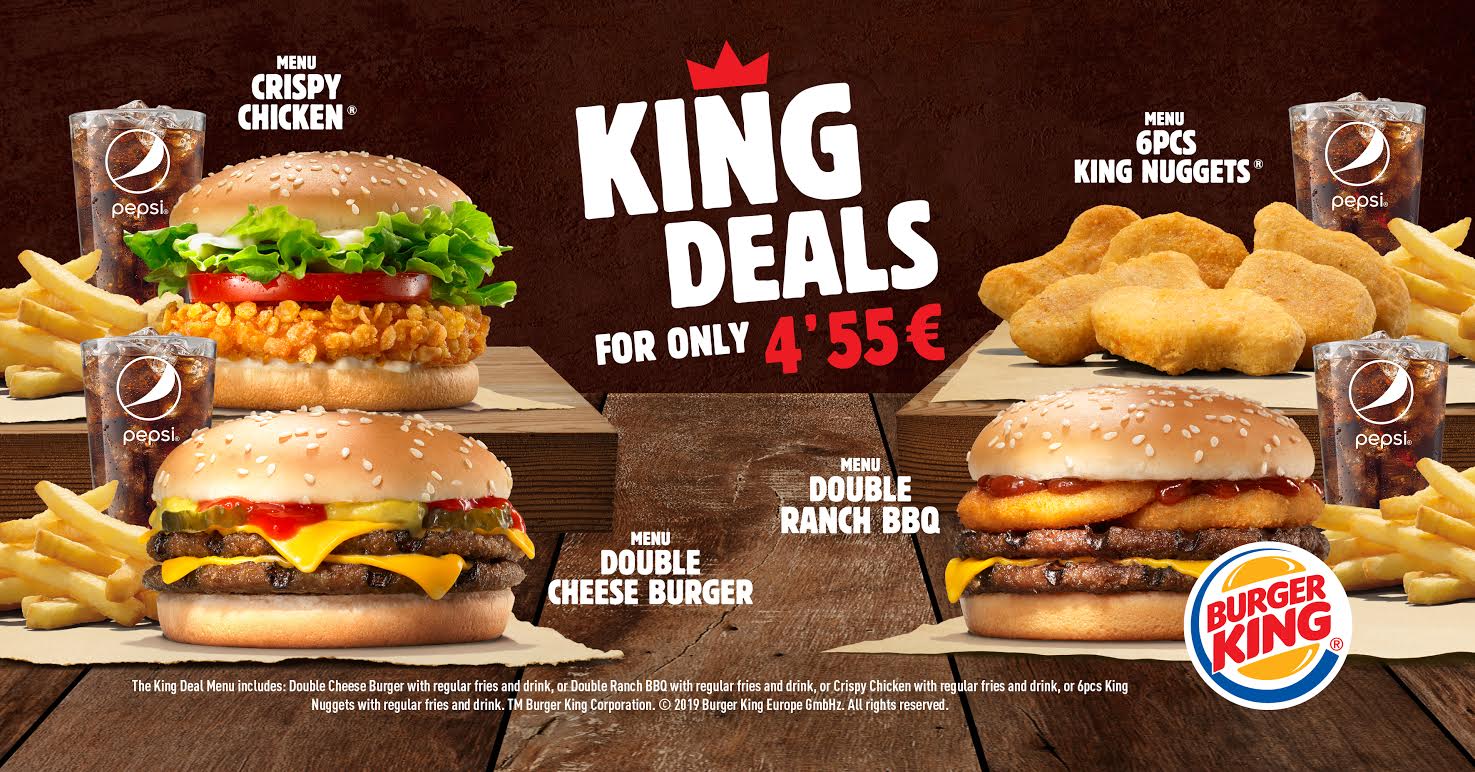 MENU
CRISPY
CHICKEN®
pepsi®
KING
DEALS
FOR ONLY 4'55€
MENU
6PCS
KING NUGGETS®
pepsi®
pepsi®
MENU
DOUBLE
CHEESE BURGER
MENU
DOUBLE
RANCH BBQ
pepsi®
BURGER
KING®
The King Deal Menu includes: Double Cheese Burger with regular fries and drink, or Double Ranch BBQ with regular fries and drink, or Crispy Chicken with regular fries and drink, or 6pcs King
Nuggets with regular fries and drink. TM Burger King Corporation. © 2019 Burger King Europe GmbHz. All rights reserved.